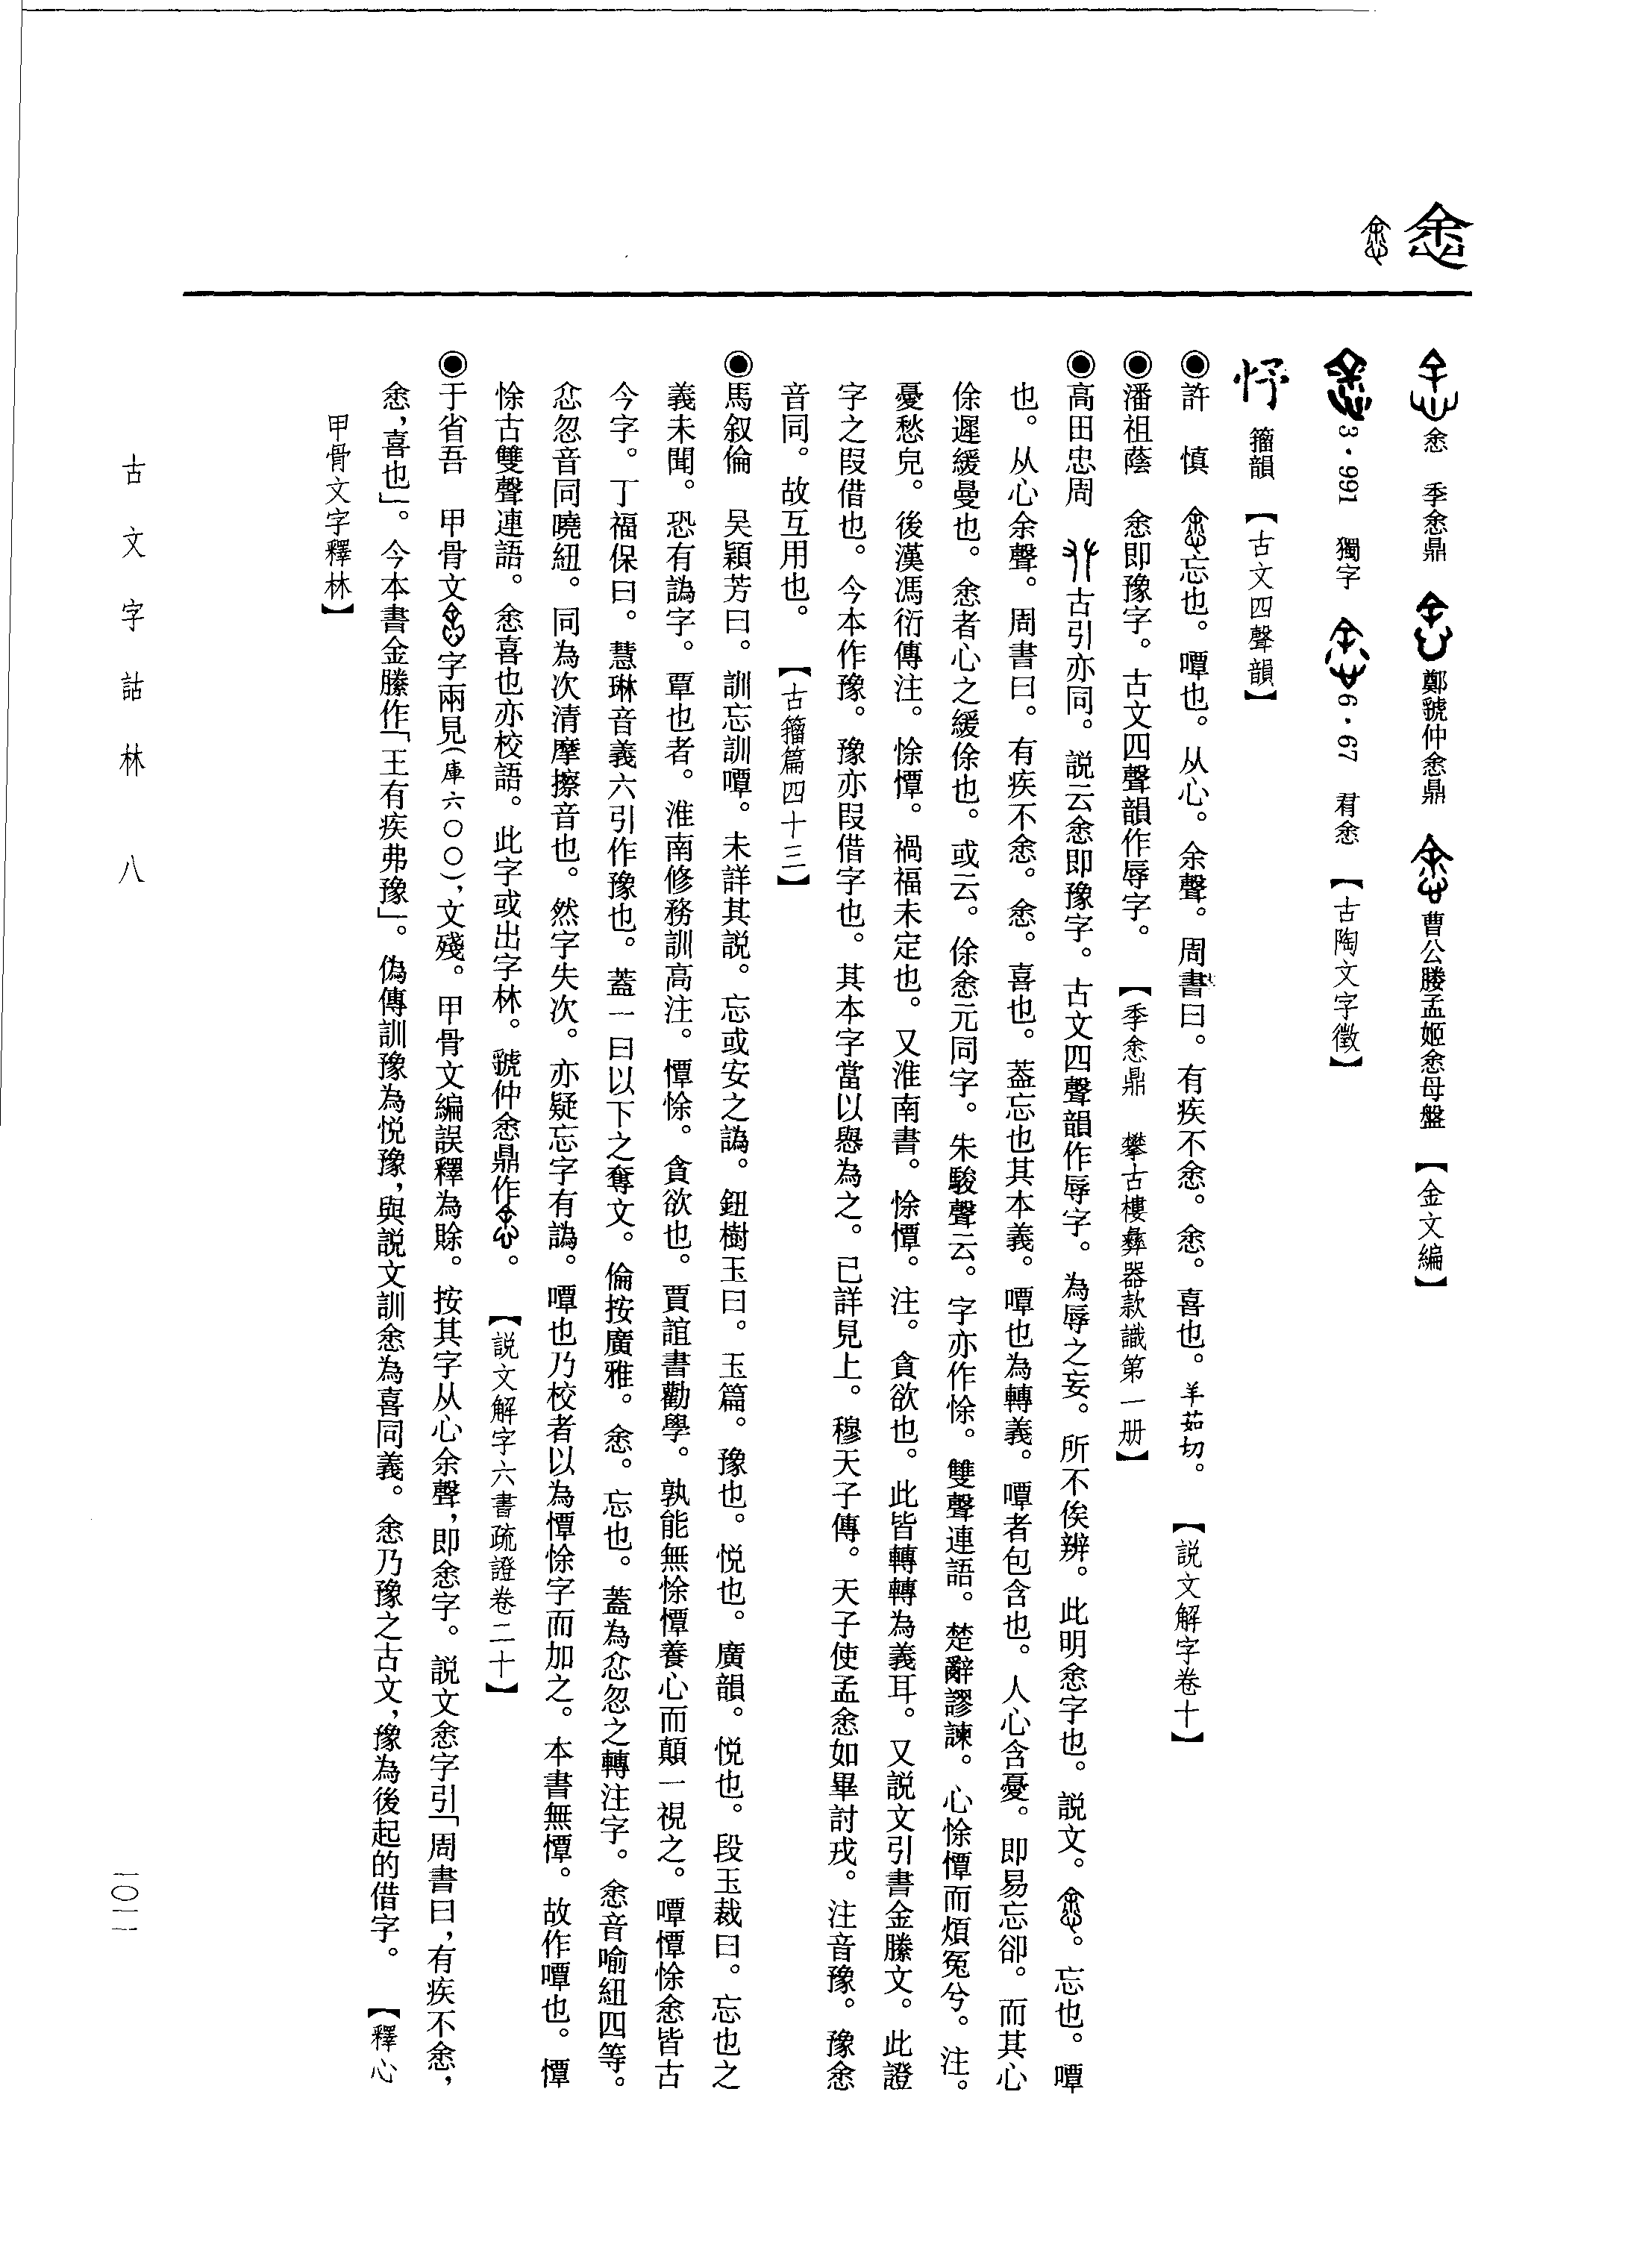 悆
悆 季悆鼎 鄭虢仲悆鼎 曹公媵孟姬悆母盤 【金文編】
3·991 獨字 6·67 君悆 【古陶文字徵】
籀韻 【古文四聲韻】
◉許 慎 忘也。嘾也。从心。余聲。周書曰。有疾不悆。悆。喜也。羊茹切。 【説文解字卷十】
◉潘祖蔭 悆即豫字。古文四聲韻作辱字。 【季悆鼎 攀古樓彝器款識第一册】
◉高田忠周 古引亦同。説云悆即豫字。古文四聲韻作辱字。為辱之妄。所不俟辨。此明悆字也。説文。忘也。嘾
也。从心余聲。周書曰。有疾不悆。悆。喜也。葢忘也其本義。嘾也為轉義。嘾者包含也。人心含憂。即易忘卻。而其心
俆遲緩曼也。悆者心之緩俆也。或云。俆悆元同字。朱駿聲云。字亦作悇。雙聲連語。楚辭謬諫。心悇憛而煩冤兮。注。
憂愁皃。後漢馮衍傳注。悇憛。禍福未定也。又淮南書。悇憛。注。貪欲也。此皆轉轉為義耳。又説文引書金縢文。此證
字之叚借也。今本作豫。豫亦叚借字也。其本字當以㦛為之。已詳見上。穆天子傳。天子使孟悆如畢討戎。注音豫。豫悆
音同。故互用也。 【古籀篇四十三】
◉馬叙倫 吴穎芳曰。訓忘訓嘾。未詳其説。忘或安之譌。鈕樹玉曰。玉篇。豫也。悦也。廣韻。悦也。段玉裁曰。忘也之
義未聞。恐有譌字。覃也者。淮南修務訓高注。憛悇。貪欲也。賈誼書勸學。孰能無悇憛養心而顛一視之。嘾憛悇悆皆古
今字。丁福保曰。慧琳音義六引作豫也。蓋一曰以下之奪文。倫按廣雅。悆。忘也。蓋為忿忽之轉注字。悆音喻紐四等。
忿忽音同曉紐。同為次清摩擦音也。然字失次。亦疑忘字有譌。嘾也乃校者以為憛悇字而加之。本書無憛。故作嘾也。憛
悇古雙聲連語。悆喜也亦校語。此字或出字林。虢仲悆鼎作。 【説文解字六書疏證卷二十】
◉于省吾 甲骨文字兩見(庫六〇〇),文殘。甲骨文編誤釋為賖。按其字从心余聲,即悆字。説文悆字引「周書曰,有疾不悆,
悆,喜也」。今本書金縢作「王有疾弗豫」。偽傳訓豫為悦豫,與説文訓悆為喜同義。悆乃豫之古文,豫為後起的借字。 【釋心
甲骨文字釋林】
古文字詁林 八
一〇二一